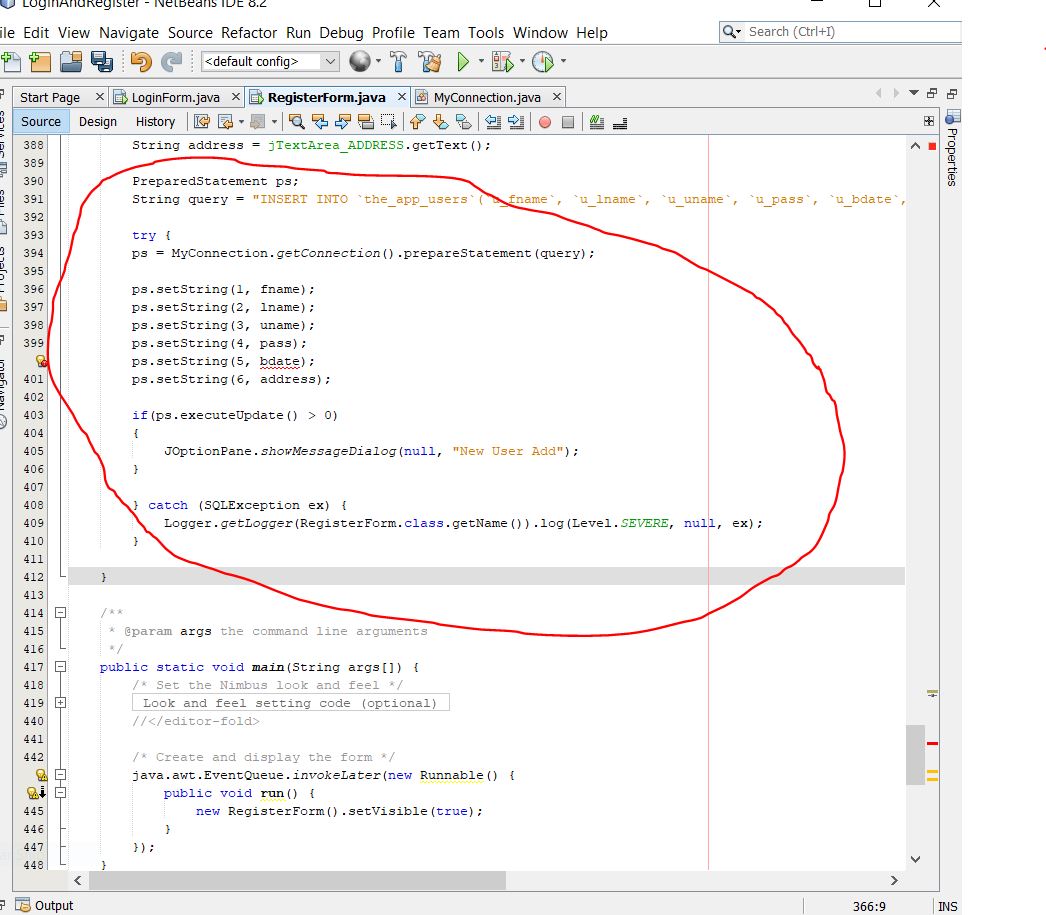 LoginAndRegister - NetBeans IDE 8.2
ile Edit View Navigate Source Refactor Run Debug Profile Team Tools Window Help
Search (Ctrl+I)
<default config>
Start Page LoginForm.java RegisterForm.java MyConnection.java
Source Design History
Properties
Navigator
388 String address = jTextArea_ADDRESS.getText();
389
390 PreparedStatement ps;
391 String query = "INSERT INTO `the_app_users`(`u_fname`, `u_lname`, `u_uname`, `u_pass`, `u_bdate`,
392
393 try {
394 ps = MyConnection.getConnection().prepareStatement(query);
395
396 ps.setString(1, fname);
397 ps.setString(2, lname);
398 ps.setString(3, uname);
399 ps.setString(4, pass);
ps.setString(5, bdate);
401 ps.setString(6, address);
402
403 if(ps.executeUpdate() > 0)
404 {
405 JOptionPane.showMessageDialog(null, "New User Add");
406 }
407
408 } catch (SQLException ex) {
409 Logger.getLogger(RegisterForm.class.getName()).log(Level.SEVERE, null, ex);
410 }
411
412 }
413
414 /**
415 * @param args the command line arguments
416 */
417 public static void main(String args[]) {
418 /* Set the Nimbus look and feel */
419 Look and feel setting code (optional)
440 //</editor-fold>
441
442 /* Create and display the form */
java.awt.EventQueue.invokeLater(new Runnable() {
public void run() {
445 new RegisterForm().setVisible(true);
446 }
447 });
448 }
Output
366:9 INS